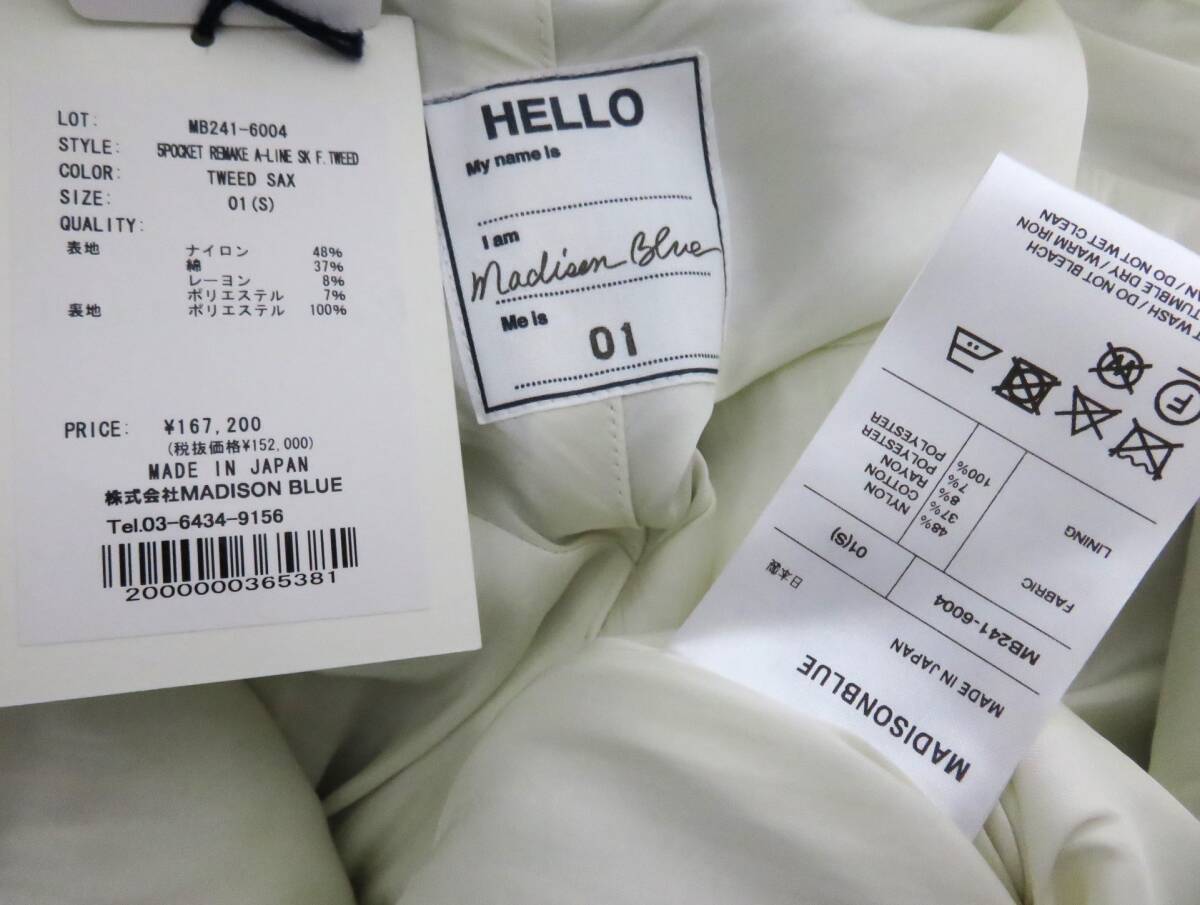 LOT: MB241-6004
STYLE: 5POCKET REMAKE A-LINE SK F.TWEED
COLOR: TWEED SAX
SIZE: 01(S)
QUALITY:
表地 ナイロン 48%
綿 37%
レーヨン 8%
ポリエステル 7%
裏地 ポリエステル 100%
PRICE: ¥167,200
(税抜価格¥152,000)
MADE IN JAPAN
株式会社MADISON BLUE
Tel.03-6434-9156
2000000365381
HELLO
My name is
I am
Madison Blue
Me is
01
MADISONBLUE
MADE IN JAPAN 日本製
MB241-6004 01(S)
FABRIC 48% NYLON
37% COTTON
8% RAYON
7% POLYESTER
LINING 100% POLYESTER
WASH / DO NOT BLEACH
TUMBLE DRY / WARM IRON
/ DO NOT WET CLEAN